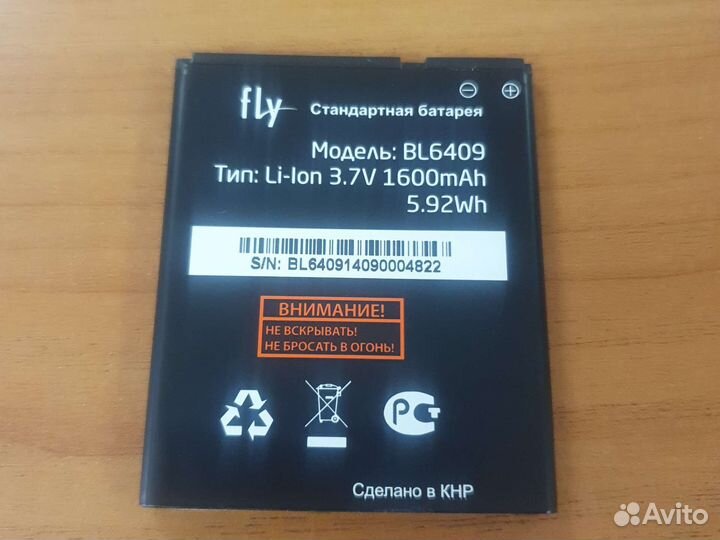 fly Стандартная батарея
Модель: BL6409
Тип: Li-Ion 3.7V 1600mAh
5.92Wh
S/N: BL640914090004822
ВНИМАНИЕ!
НЕ ВСКРЫВАТЬ!
НЕ БРОСАТЬ В ОГОНЬ!
РСТ
Сделано в КНР
Avito